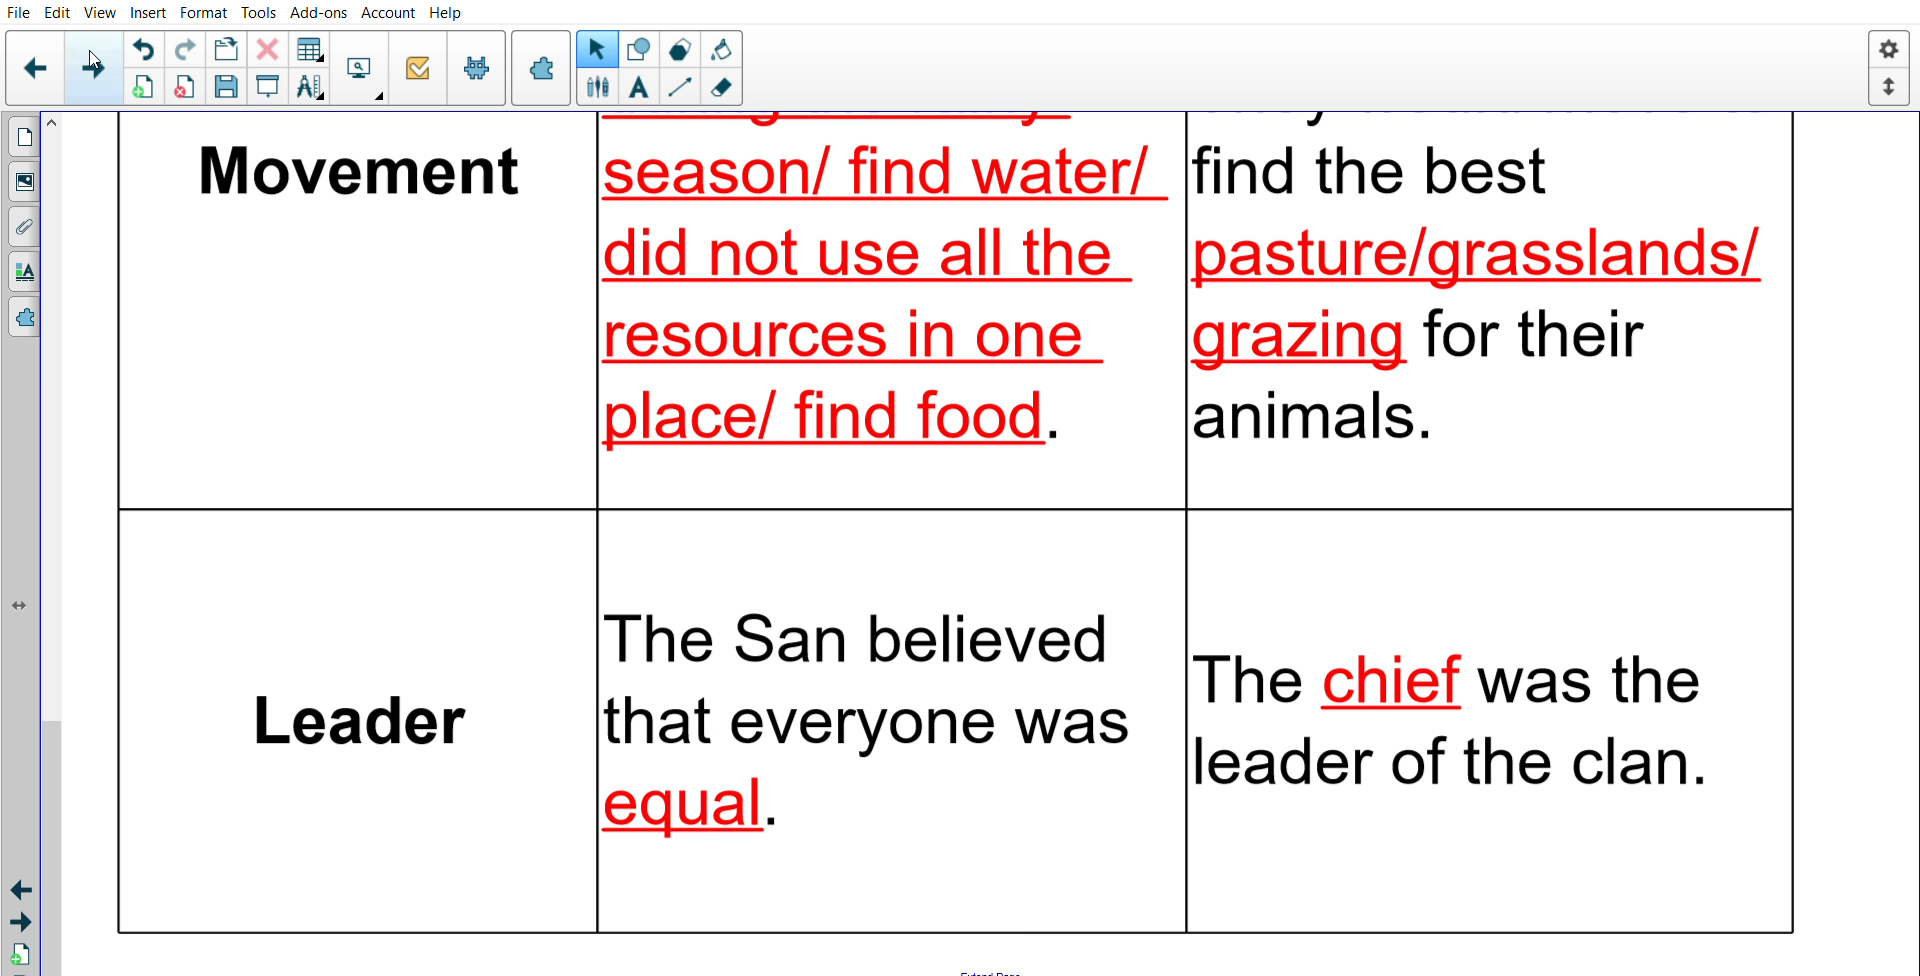 File Edit View Insert Format Tools Add-ons Account Help
Movement
season/ find water/
did not use all the
resources in one
place/ find food.
find the best
pasture/grasslands/
grazing for their
animals.
Leader
The San believed
that everyone was
equal.
The chief was the
leader of the clan.